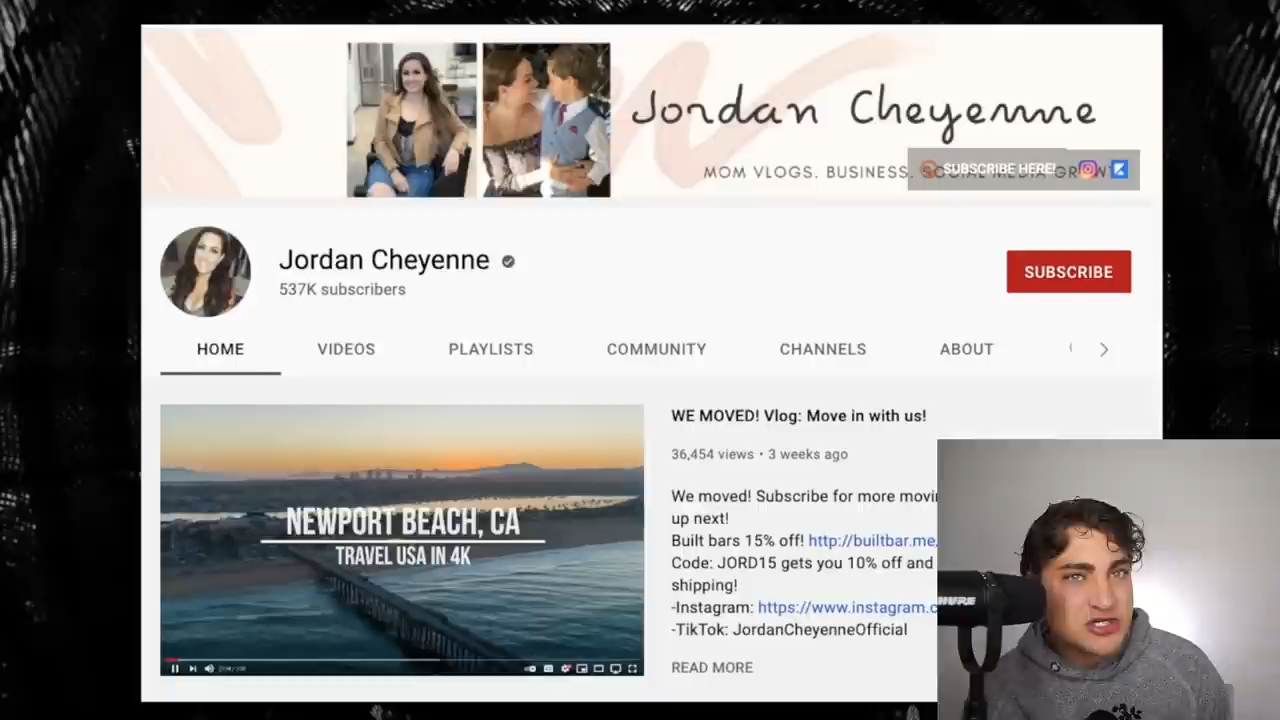 Jordan Cheyenne
MOM VLOGS. BUSINESS. SOCIAL MEDIA
SUBSCRIBE HERE!
Jordan Cheyenne
537K subscribers
SUBSCRIBE
HOME VIDEOS PLAYLISTS COMMUNITY CHANNELS ABOUT
NEWPORT BEACH, CA
TRAVEL USA IN 4K
WE MOVED! Vlog: Move in with us!
36,454 views • 3 weeks ago
We moved! Subscribe for more
up next!
Built bars 15% off! http://builtbar.me
Code: JORD15 gets you 10% off and
shipping!
-Instagram: https://www.instagram.c
-TikTok: JordanCheyenneOfficial
READ MORE